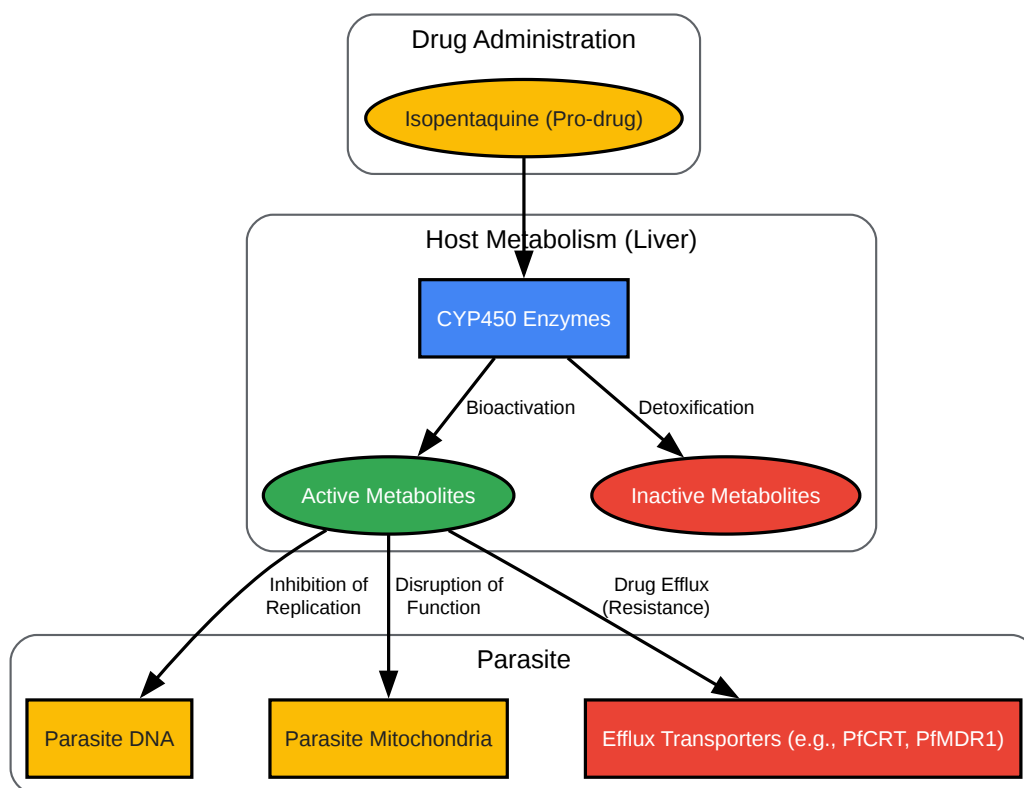 Drug Administration
Isopentaquine (Pro-drug)
Host Metabolism (Liver)
CYP450 Enzymes
Bioactivation
Detoxification
Active Metabolites
Inactive Metabolites
Inhibition of
Replication
Disruption of
Function
Drug Efflux
(Resistance)
Parasite
Parasite DNA
Parasite Mitochondria
Efflux Transporters (e.g., PfCRT, PfMDR1)